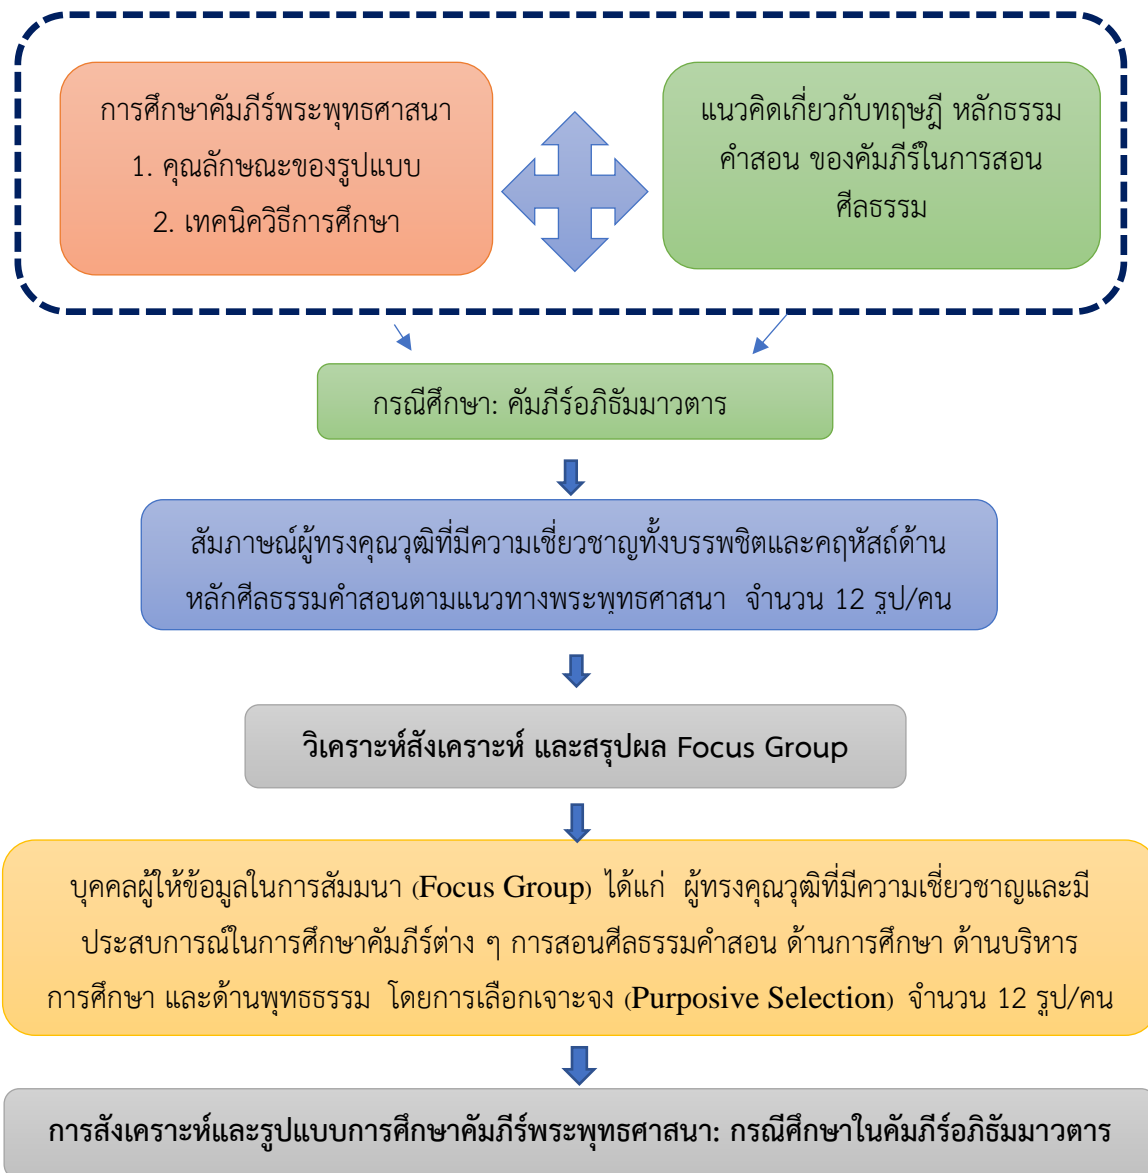 การศึกษาคัมภีร์พระพุทธศาสนา
1. คุณลักษณะของรูปแบบ
2. เทคนิควิธีการศึกษา
แนวคิดเกี่ยวกับทฤษฎี หลักธรรม
คำสอน ของคัมภีร์ในการสอน
ศีลธรรม
กรณีศึกษา: คัมภีร์อภิธัมมาวตาร
สัมภาษณ์ผู้ทรงคุณวุฒิที่มีความเชี่ยวชาญทั้งบรรพชิตและคฤหัสถ์ด้าน
หลักศีลธรรมคำสอนตามแนวทางพระพุทธศาสนา จำนวน 12 รูป/คน
วิเคราะห์สังเคราะห์ และสรุปผล Focus Group
บุคคลผู้ให้ข้อมูลในการสัมมนา (Focus Group) ได้แก่ ผู้ทรงคุณวุฒิที่มีความเชี่ยวชาญและมี
ประสบการณ์ในการศึกษาคัมภีร์ต่าง ๆ การสอนศีลธรรมคำสอน ด้านการศึกษา ด้านบริหาร
การศึกษา และด้านพุทธธรรม โดยการเลือกเจาะจง (Purposive Selection) จำนวน 12 รูป/คน
การสังเคราะห์และรูปแบบการศึกษาคัมภีร์พระพุทธศาสนา: กรณีศึกษาในคัมภีร์อภิธัมมาวตาร